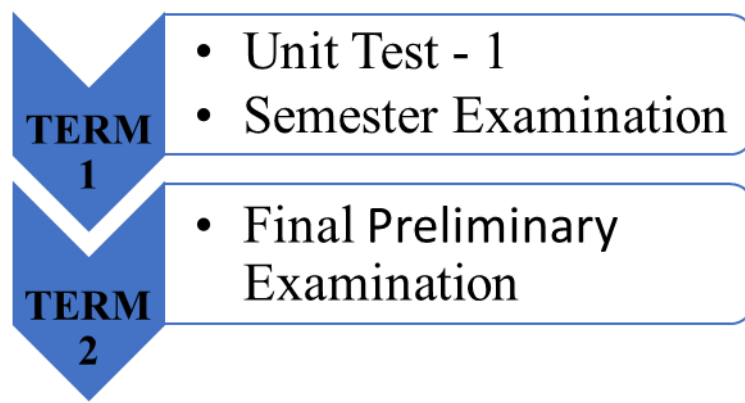 TERM
1
• Unit Test - 1
• Semester Examination
TERM
2
• Final Preliminary
Examination